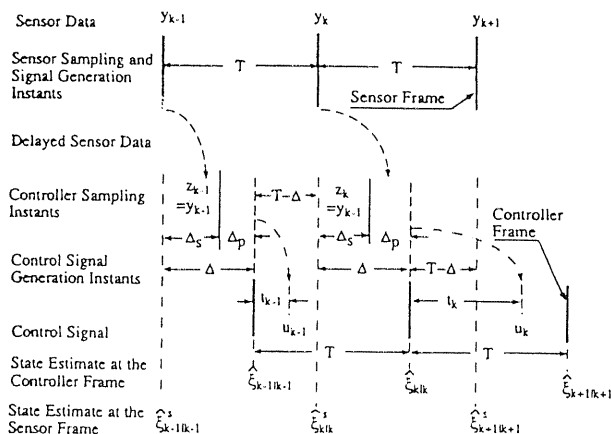 Sensor Data y_{k-1} y_k y_{k+1}
Sensor Sampling and
Signal Generation
Instants
T T
Sensor Frame
Delayed Sensor Data
Controller Sampling
Instants
z_{k-1}
=y_{k-1}
T-Δ
z_k
=y_{k-1}
Controller
Frame
Δ_s Δ_p Δ_s Δ_p
Control Signal
Generation Instants
Δ Δ T-Δ
t_{k-1} t_k
Control Signal
u_{k-1} u_k
T T
State Estimate at the
Controller Frame
ξ̂_{k-1|k-1} ξ̂_{k|k} ξ̂_{k+1|k+1}
State Estimate at the
Sensor Frame
ξ̂^s_{k-1|k-1} ξ̂^s_{k|k} ξ̂^s_{k+1|k+1}